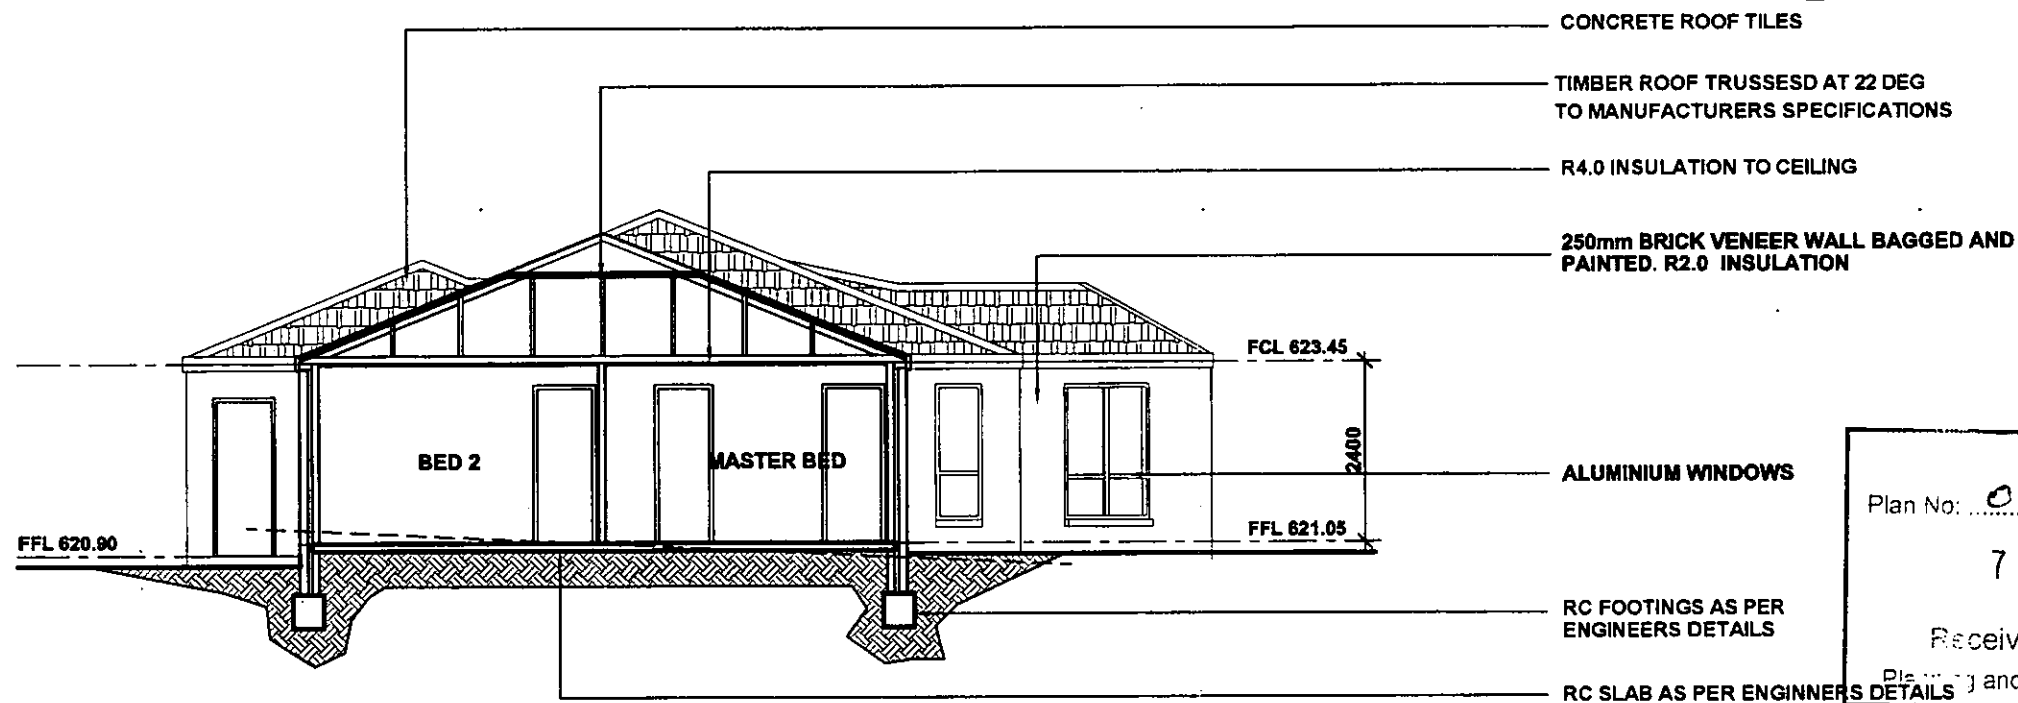 CONCRETE ROOF TILES
TIMBER ROOF TRUSSESD AT 22 DEG
TO MANUFACTURERS SPECIFICATIONS
R4.0 INSULATION TO CEILING
250mm BRICK VENEER WALL BAGGED AND
PAINTED. R2.0 INSULATION
FCL 623.45
2400
BED 2
MASTER BED
ALUMINIUM WINDOWS
FFL 620.90
FFL 621.05
RC FOOTINGS AS PER
ENGINEERS DETAILS
RC SLAB AS PER ENGINNERS DETAILS
Plan No:
7
Receiv
and